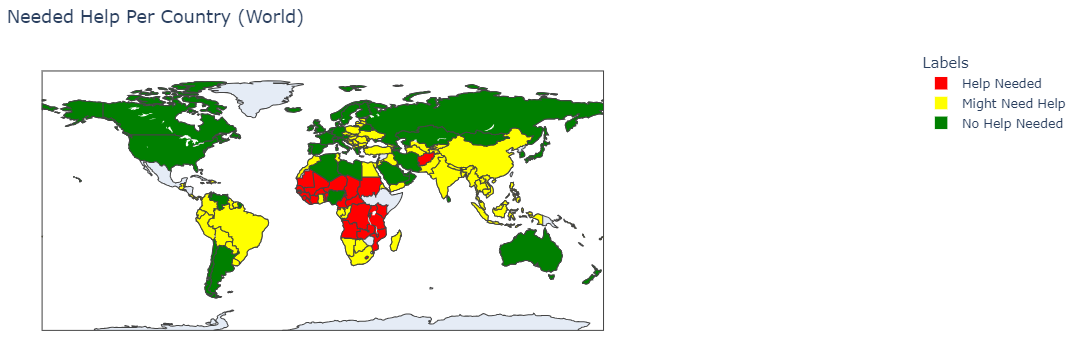 Needed Help Per Country (World)
Labels
Help Needed
Might Need Help
No Help Needed